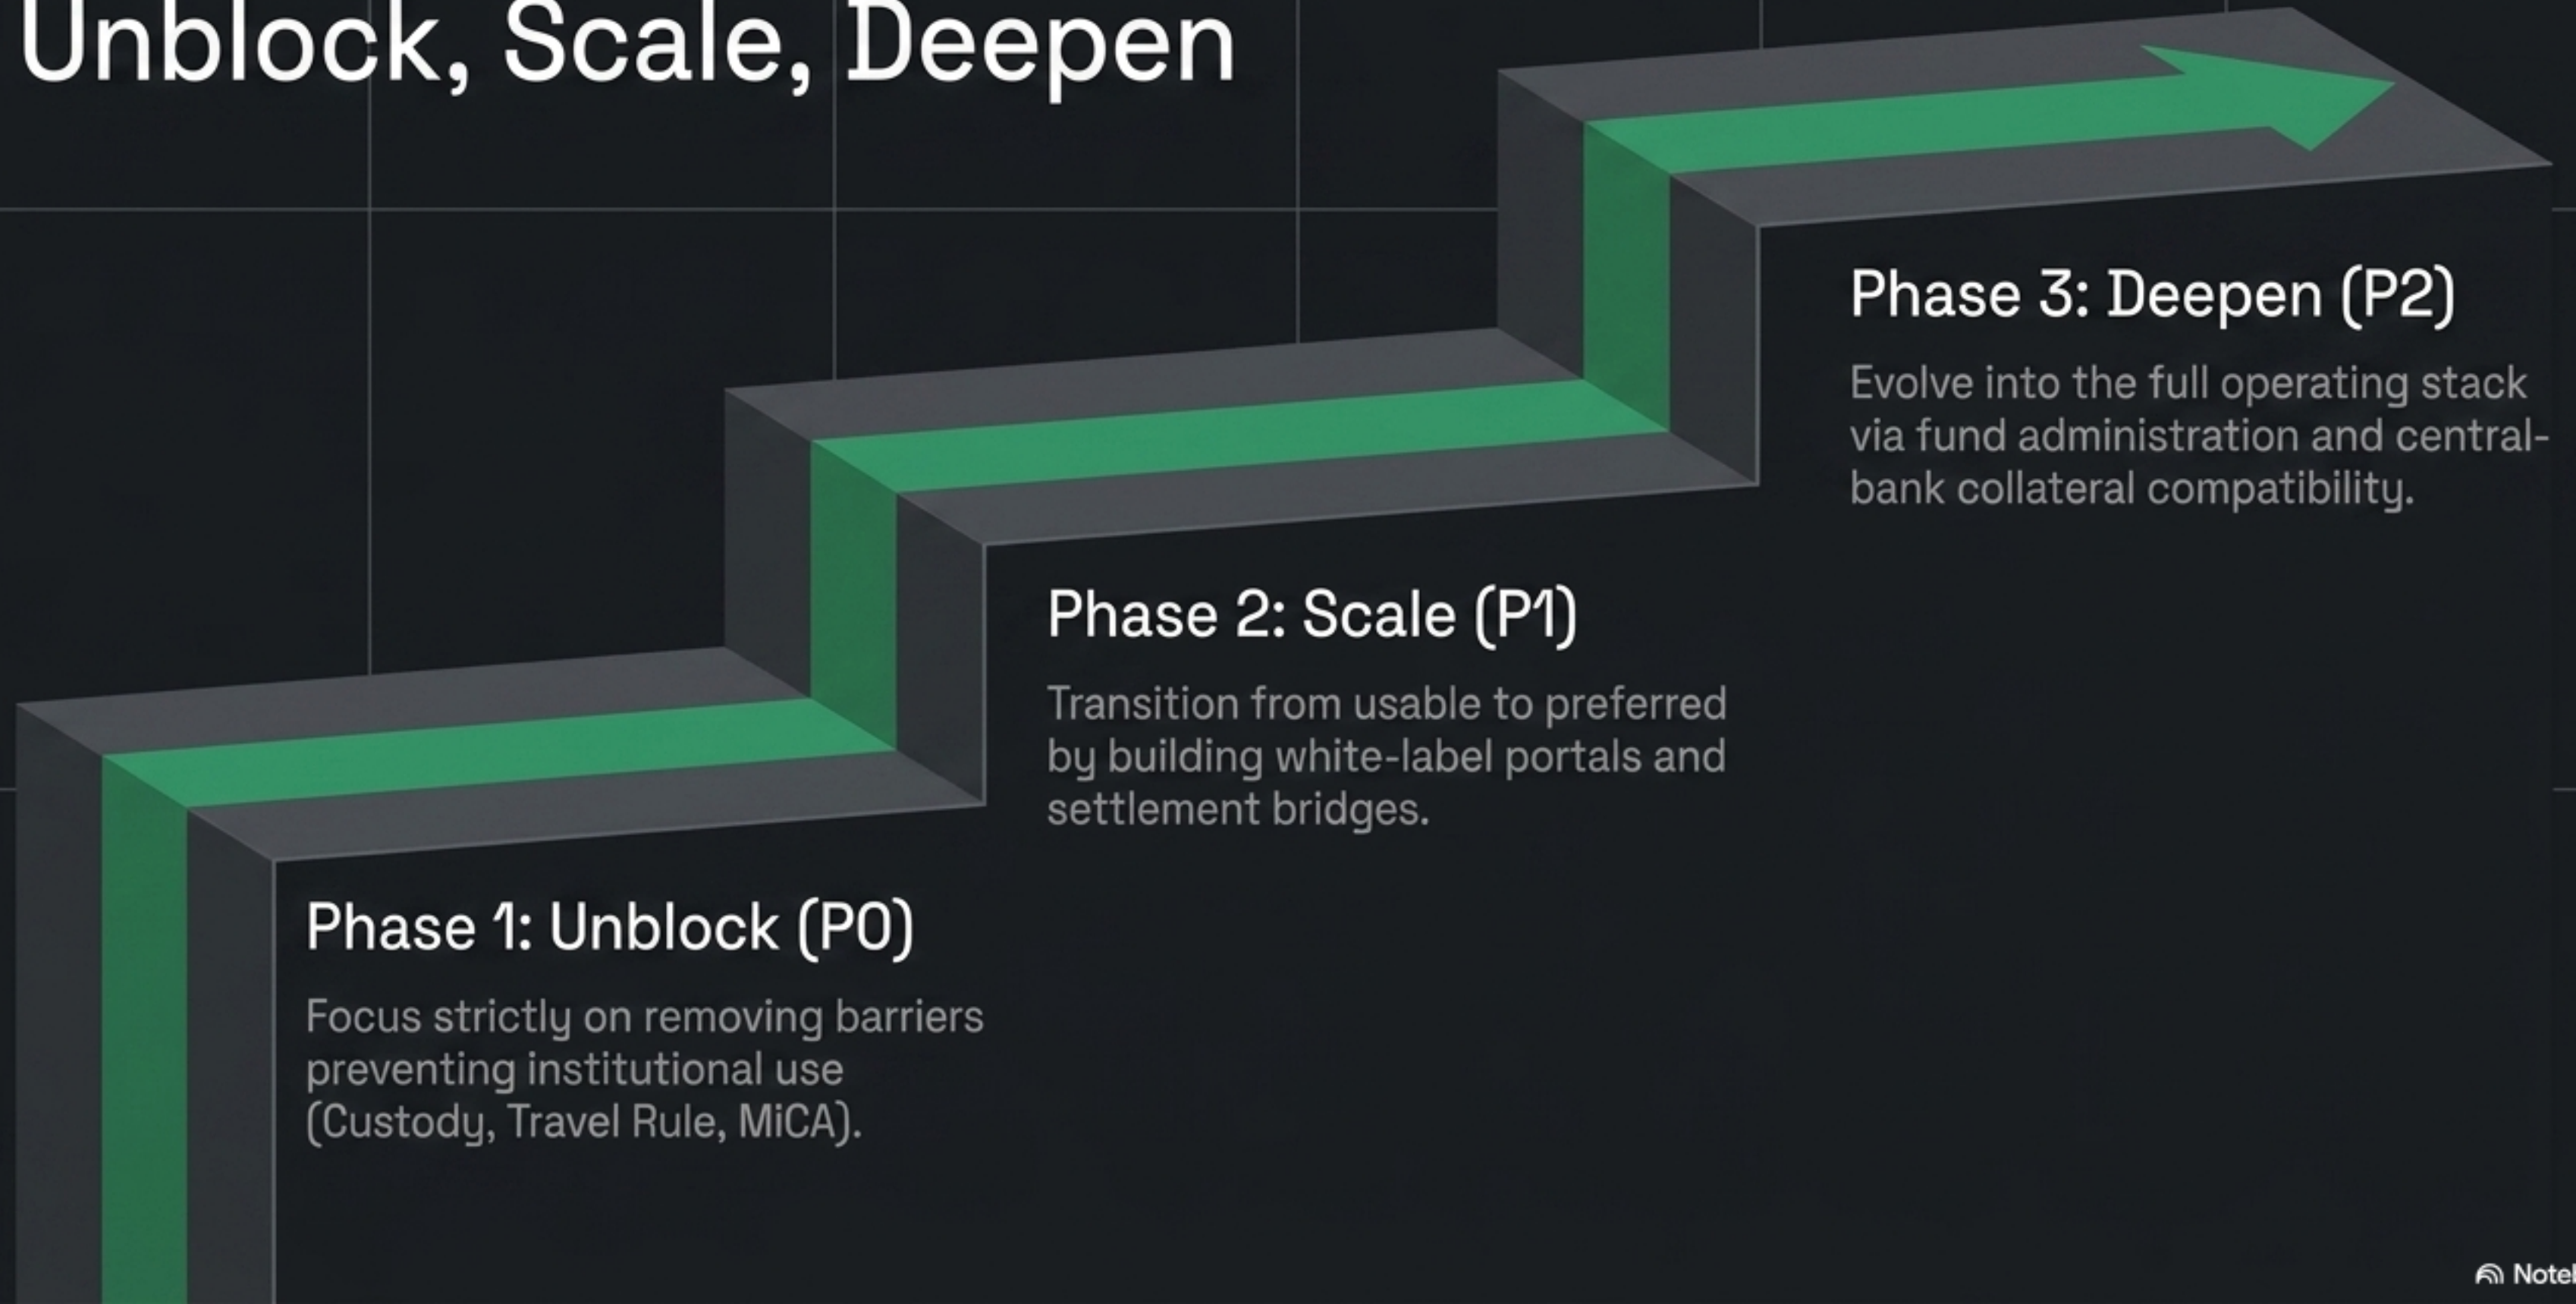 Unblock, Scale, Deepen
Phase 3: Deepen (P2)
Evolve into the full operating stack
via fund administration and central-
bank collateral compatibility.
Phase 2: Scale (P1)
Transition from usable to preferred
by building white-label portals and
settlement bridges.
Phase 1: Unblock (P0)
Focus strictly on removing barriers
preventing institutional use
(Custody, Travel Rule, MiCA).